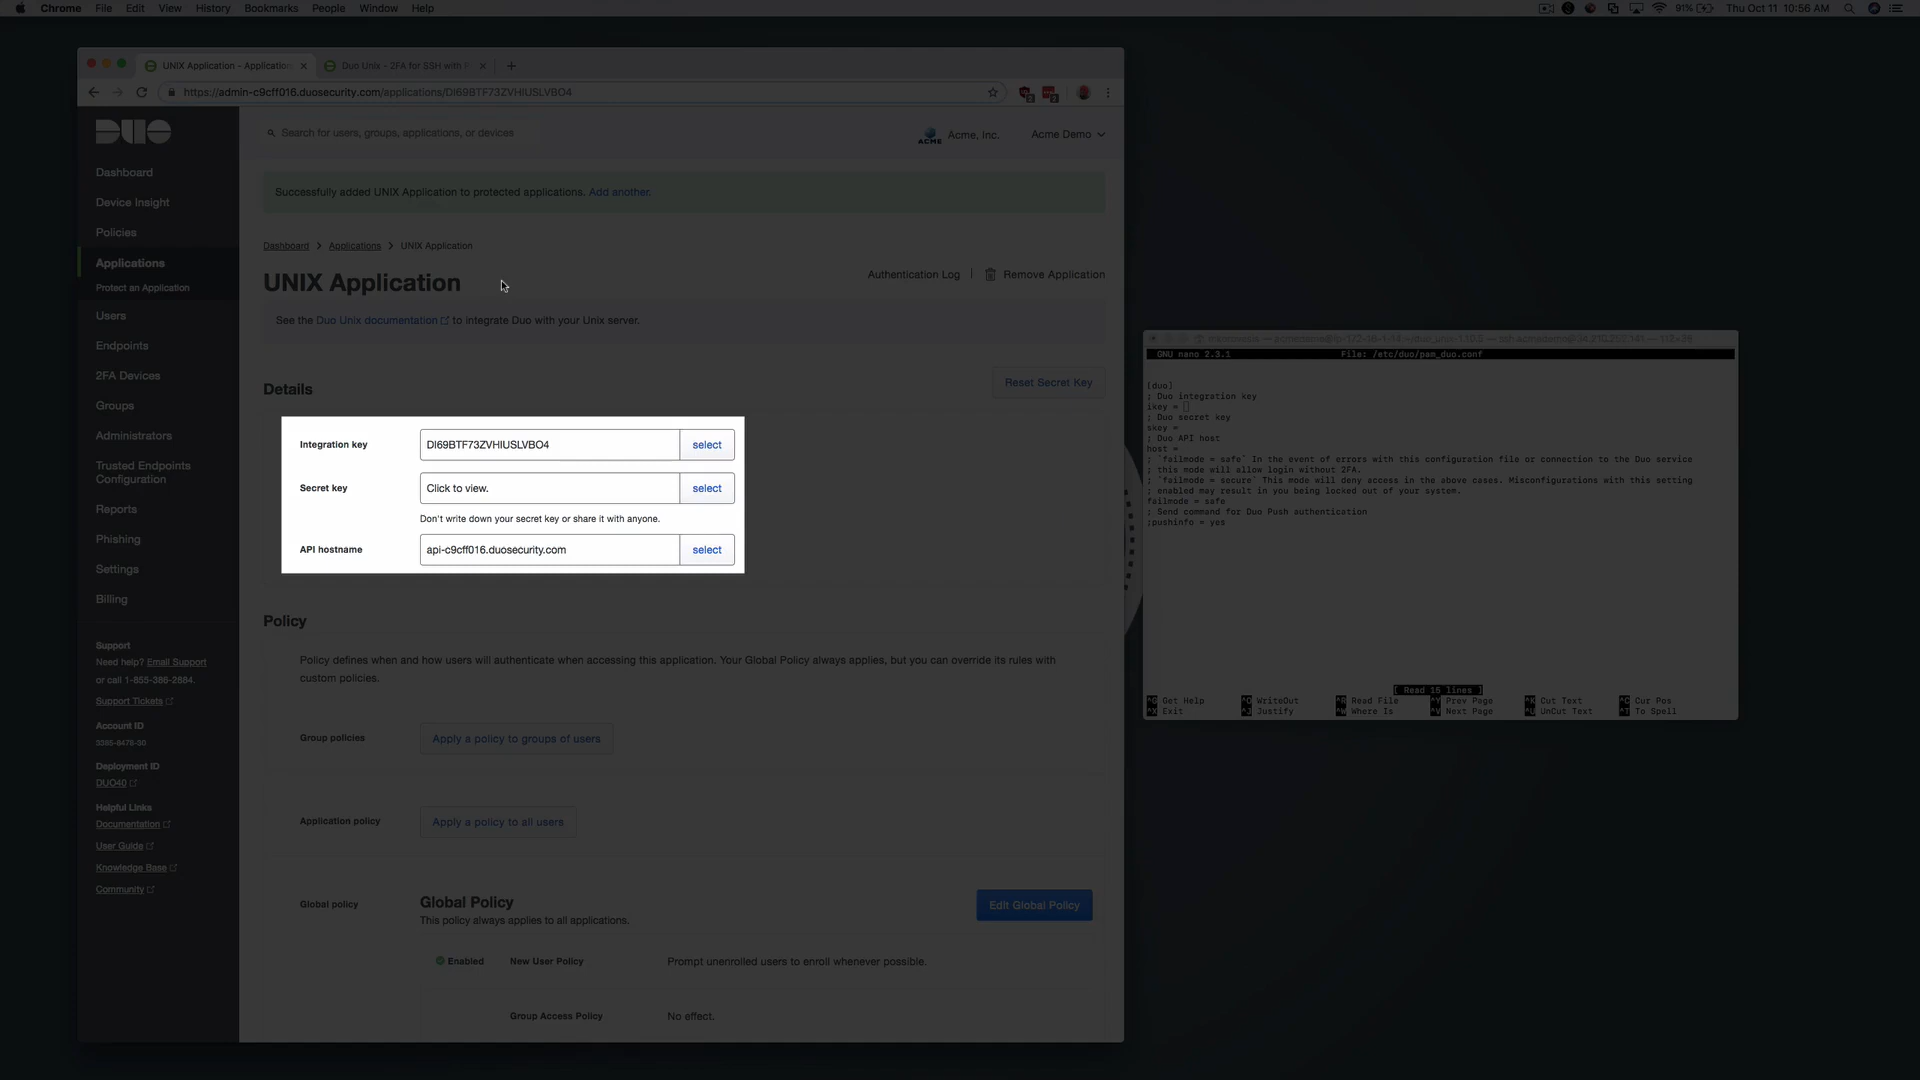 Chrome File Edit View History Bookmarks People Window Help
91% Thu Oct 11 10:56 AM
UNIX Application - Application
Duo Unix - 2FA for SSH with
https://admin-c9cff016.duosecurity.com/applications/DI69BTF73ZVHIUSLVBO4
DUO
Search for users, groups, applications, or devices
ACME
Acme, Inc.
Acme Demo
Dashboard
Device Insight
Policies
Applications
Protect an Application
Users
Endpoints
2FA Devices
Groups
Administrators
Trusted Endpoints
Configuration
Reports
Phishing
Settings
Billing
Support
Need help? Email Support
or call 1-855-386-2884.
Support Tickets
Account ID
Deployment ID
DUO40
Helpful Links
Documentation
User Guide
Knowledge Base
Community
Successfully added UNIX Application to protected applications. Add another.
Dashboard > Applications > UNIX Application
UNIX Application
Authentication Log | Remove Application
See the Duo Unix documentation to integrate Duo with your Unix server.
Details
Reset Secret Key
Integration key DI69BTF73ZVHIUSLVBO4 select
Secret key Click to view. select
Don't write down your secret key or share it with anyone.
API hostname api-c9cff016.duosecurity.com select
Policy
Policy defines when and how users will authenticate when accessing this application. Your Global Policy always applies, but you can override its rules with
custom policies.
Group policies Apply a policy to groups of users
Application policy Apply a policy to all users
Global policy Global Policy Edit Global Policy
This policy always applies to all applications.
Enabled New User Policy Prompt unenrolled users to enroll whenever possible.
Group Access Policy No effect.
GNU nano 2.3.1 File: /etc/duo/pam_duo.conf
[duo]
; Duo integration key
ikey =
; Duo secret key
skey =
; Duo API host
host =
; `failmode = safe` In the event of errors with this configuration file or connection to the Duo service
; this mode will allow login without 2FA.
; `failmode = secure` This mode will deny access in the above cases. Misconfigurations with this setting
; enabled may result in you being locked out of your system.
failmode = safe
; Send command for Duo Push authentication
;pushinfo = yes
[ Read 15 lines ]
^G Get Help ^O WriteOut ^R Read File ^Y Prev Page ^K Cut Text ^C Cur Pos
^X Exit ^J Justify ^W Where Is ^V Next Page ^U UnCut Text ^T To Spell